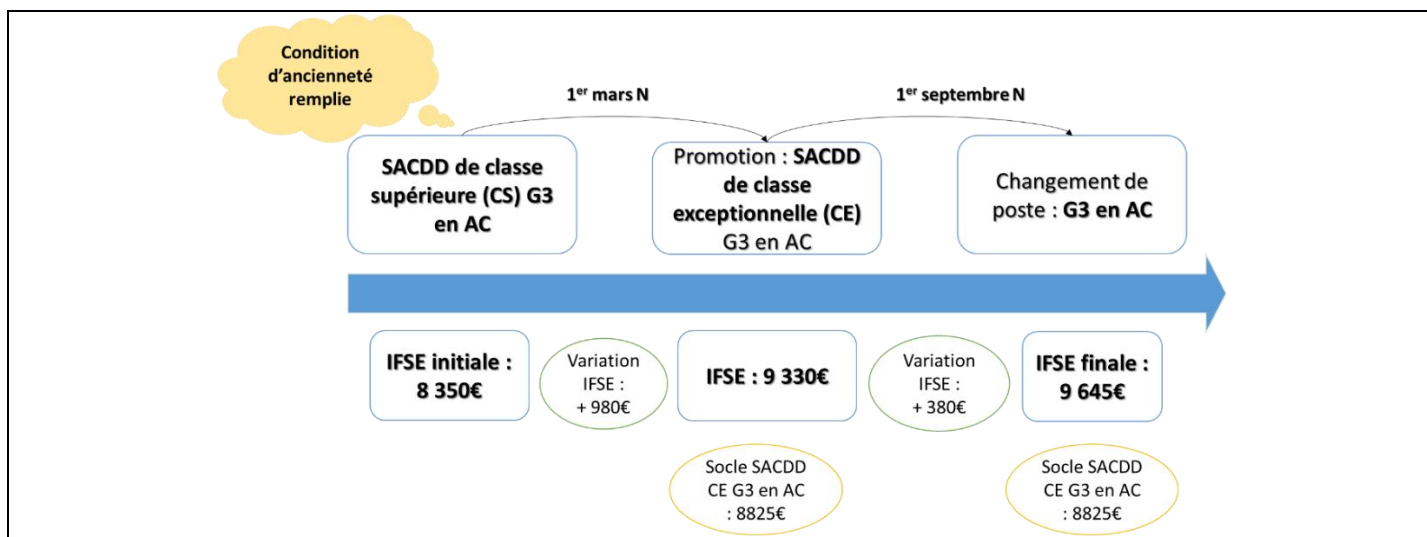 Condition
d'ancienneté
remplie
1er mars N
1er septembre N
SACDD de classe
supérieure (CS) G3
en AC
Promotion : SACDD
de classe
exceptionnelle (CE)
G3 en AC
Changement de
poste : G3 en AC
IFSE initiale :
8 350€
Variation
IFSE :
+ 980€
IFSE : 9 330€
Variation
IFSE :
+ 380€
IFSE finale :
9 645€
Socle SACDD
CE G3 en AC
: 8825€
Socle SACDD
CE G3 en AC
: 8825€